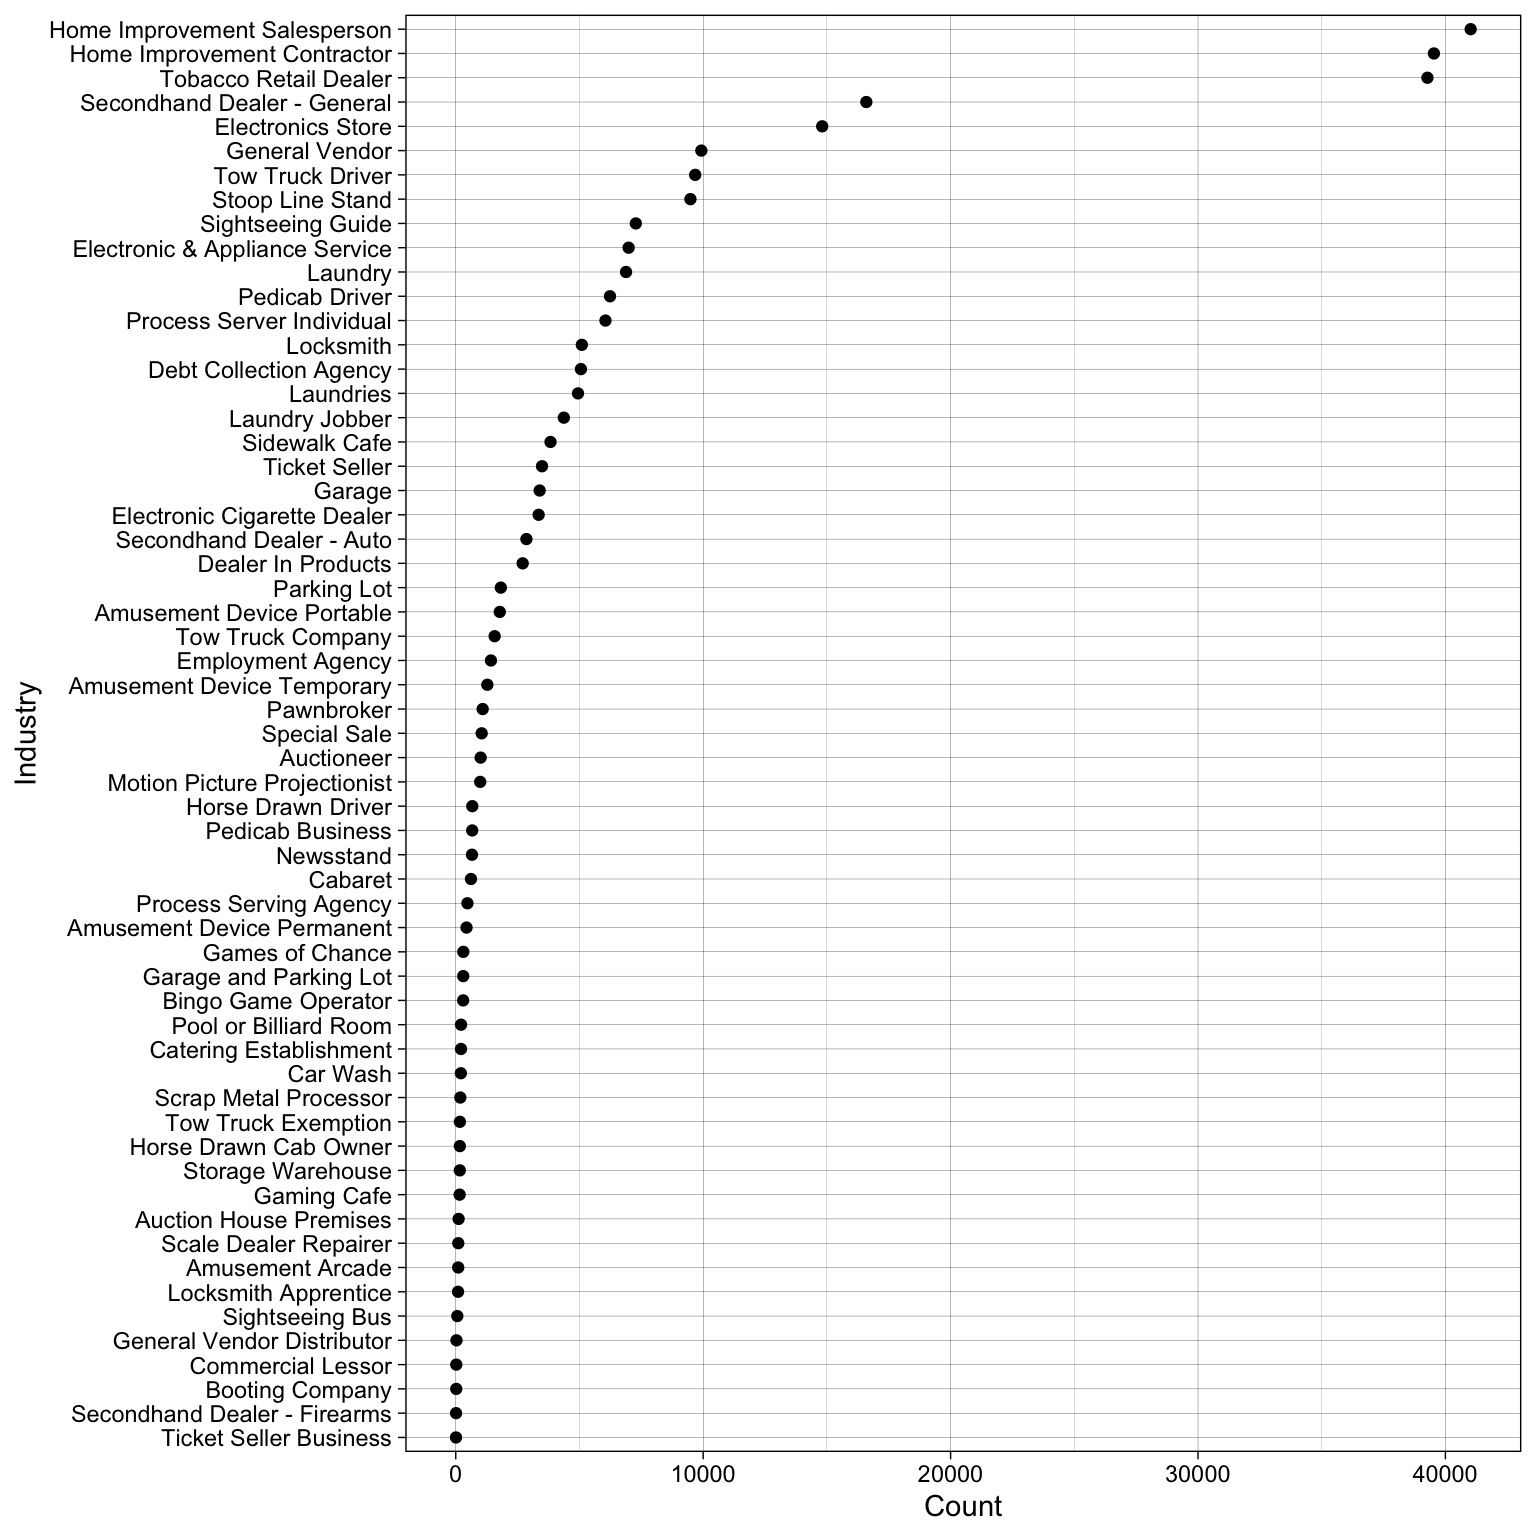 Home Improvement Salesperson
Home Improvement Contractor
Tobacco Retail Dealer
Secondhand Dealer - General
Electronics Store
General Vendor
Tow Truck Driver
Stoop Line Stand
Sightseeing Guide
Electronic & Appliance Service
Laundry
Pedicab Driver
Process Server Individual
Locksmith
Debt Collection Agency
Laundries
Laundry Jobber
Sidewalk Cafe
Ticket Seller
Garage
Electronic Cigarette Dealer
Secondhand Dealer - Auto
Dealer In Products
Parking Lot
Amusement Device Portable
Tow Truck Company
Employment Agency
Amusement Device Temporary
Pawnbroker
Special Sale
Auctioneer
Motion Picture Projectionist
Horse Drawn Driver
Pedicab Business
Newsstand
Cabaret
Process Serving Agency
Amusement Device Permanent
Games of Chance
Garage and Parking Lot
Bingo Game Operator
Pool or Billiard Room
Catering Establishment
Car Wash
Scrap Metal Processor
Tow Truck Exemption
Horse Drawn Cab Owner
Storage Warehouse
Gaming Cafe
Auction House Premises
Scale Dealer Repairer
Amusement Arcade
Locksmith Apprentice
Sightseeing Bus
General Vendor Distributor
Commercial Lessor
Booting Company
Secondhand Dealer - Firearms
Ticket Seller Business
Industry
0 10000 20000 30000 40000
Count